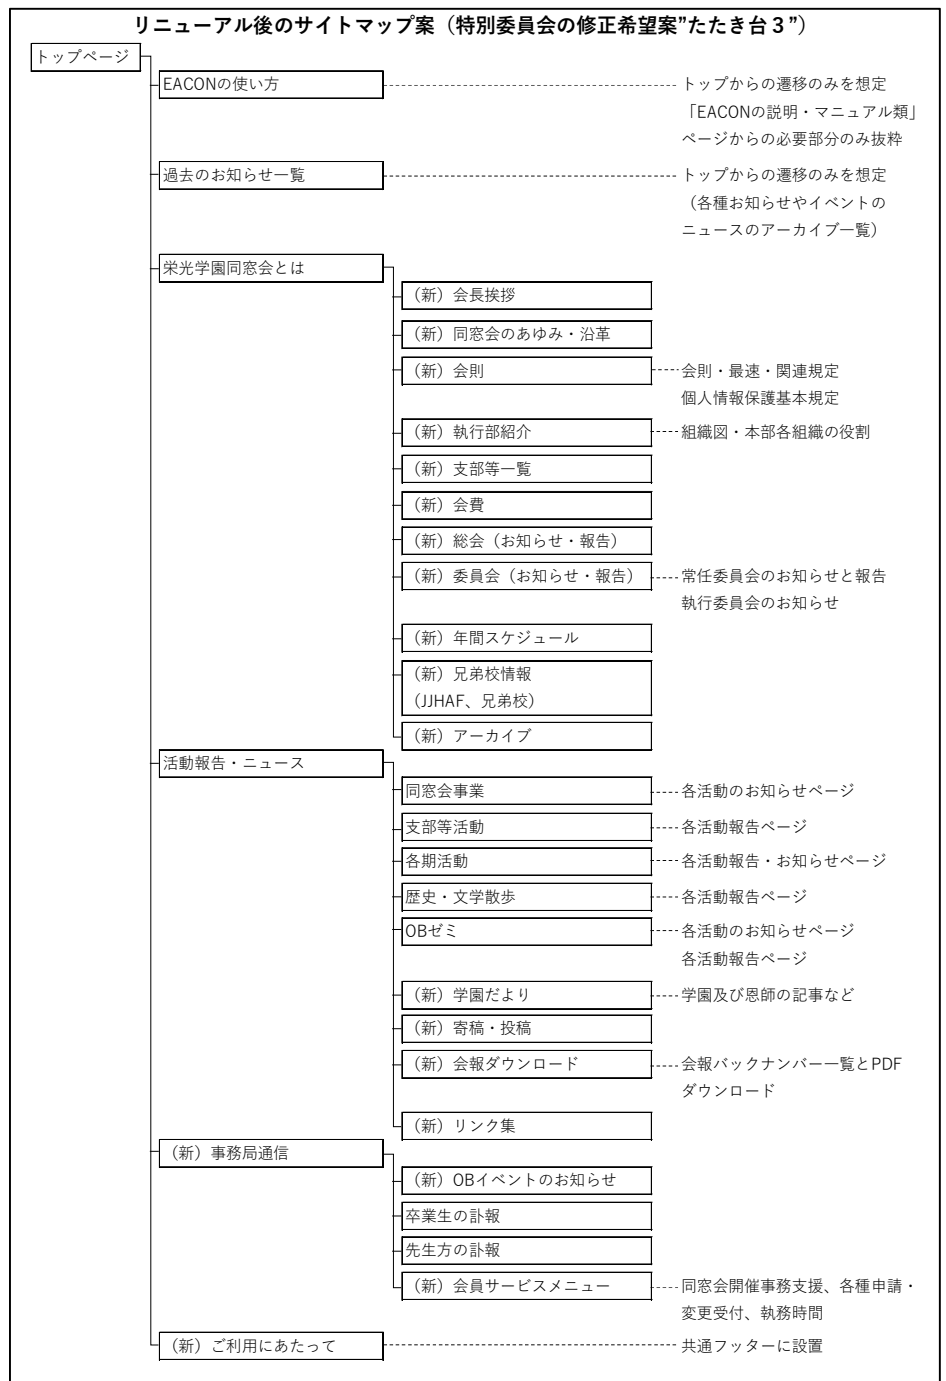 リニューアル後のサイトマップ案（特別委員会の修正希望案”たたき台３”）
トップページ
EACONの使い方
トップからの遷移のみを想定
「EACONの説明・マニュアル類」
ページからの必要部分のみ抜粋
過去のお知らせ一覧
トップからの遷移のみを想定
（各種お知らせやイベントの
ニュースのアーカイブ一覧）
栄光学園同窓会とは
（新）会長挨拶
（新）同窓会のあゆみ・沿革
（新）会則
会則・最速・関連規定
個人情報保護基本規定
（新）執行部紹介
組織図・本部各組織の役割
（新）支部等一覧
（新）会費
（新）総会（お知らせ・報告）
（新）委員会（お知らせ・報告）
常任委員会のお知らせと報告
執行委員会のお知らせ
（新）年間スケジュール
（新）兄弟校情報
（JJHAF、兄弟校）
（新）アーカイブ
活動報告・ニュース
同窓会事業
各活動のお知らせページ
支部等活動
各活動報告ページ
各期活動
各活動報告・お知らせページ
歴史・文学散歩
各活動報告ページ
OBゼミ
各活動のお知らせページ
各活動報告ページ
（新）学園だより
学園及び恩師の記事など
（新）寄稿・投稿
（新）会報ダウンロード
会報バックナンバー一覧とPDF
ダウンロード
（新）リンク集
（新）事務局通信
（新）OBイベントのお知らせ
卒業生の訃報
先生方の訃報
（新）会員サービスメニュー
同窓会開催事務支援、各種申請・
変更受付、執務時間
（新）ご利用にあたって
共通フッターに設置